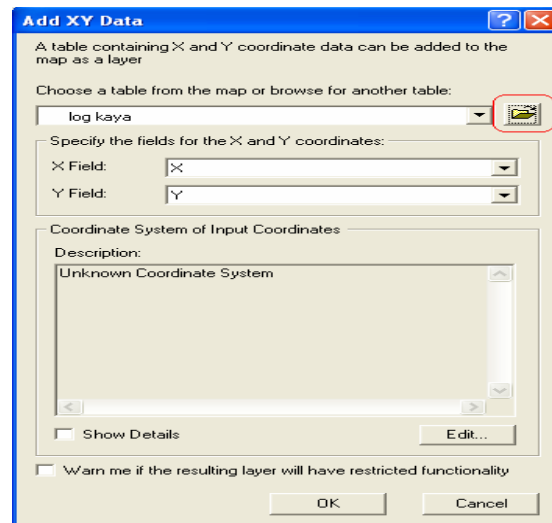 Add XY Data
A table containing X and Y coordinate data can be added to the
map as a layer
Choose a table from the map or browse for another table:
log kaya
Specify the fields for the X and Y coordinates:
X Field:
X
Y Field:
Y
Coordinate System of Input Coordinates
Description:
Unknown Coordinate System
Show Details
Edit...
Warn me if the resulting layer will have restricted functionality
OK
Cancel